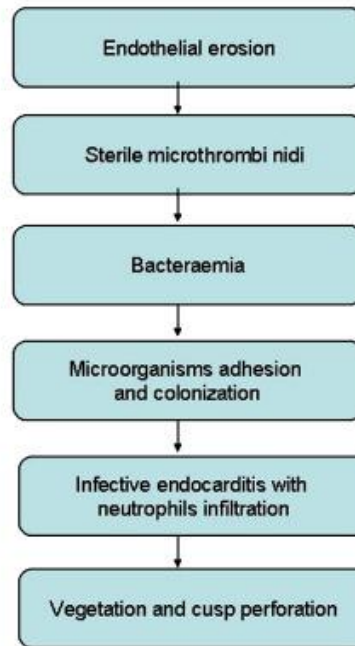 Endothelial erosion
Sterile microthrombi nidi
Bacteraemia
Microorganisms adhesion
and colonization
Infective endocarditis with
neutrophils infiltration
Vegetation and cusp perforation